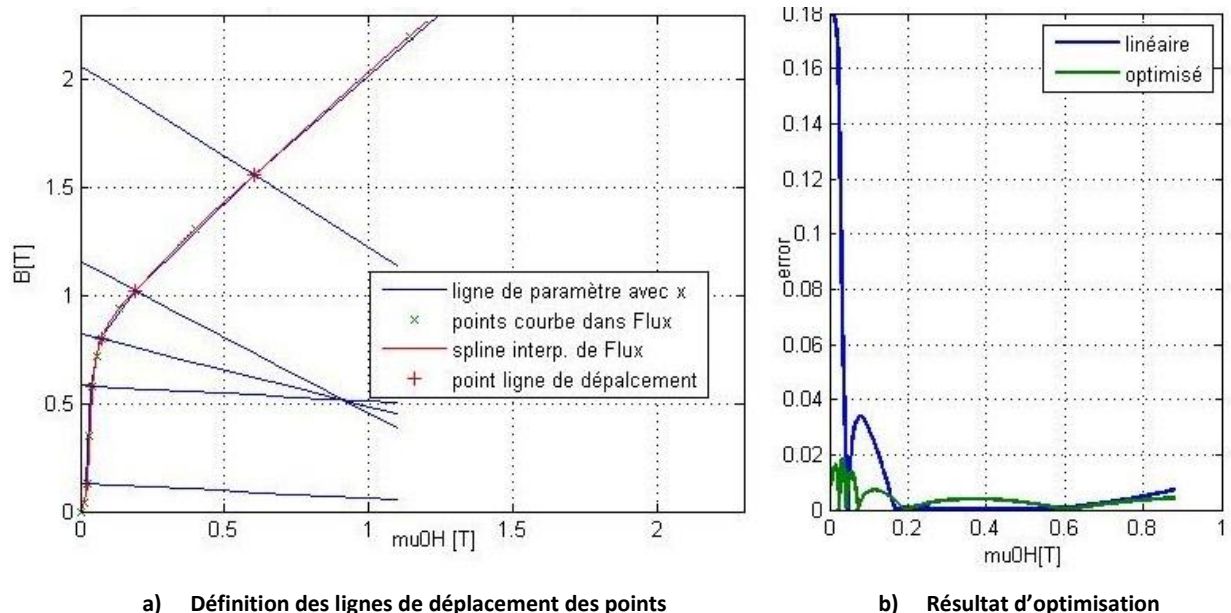 2
1.5
1
0.5
0
B[T]
0
0.5
1
1.5
2
mu0H [T]
ligne de paramètre avec x
points courbe dans Flux
spline interp. de Flux
point ligne de dépalcement
a) Définition des lignes de déplacement des points
0.18
0.16
0.14
0.12
0.1
0.08
0.06
0.04
0.02
0
error
0
0.2
0.4
0.6
0.8
1
mu0H[T]
linéaire
optimisé
b) Résultat d'optimisation